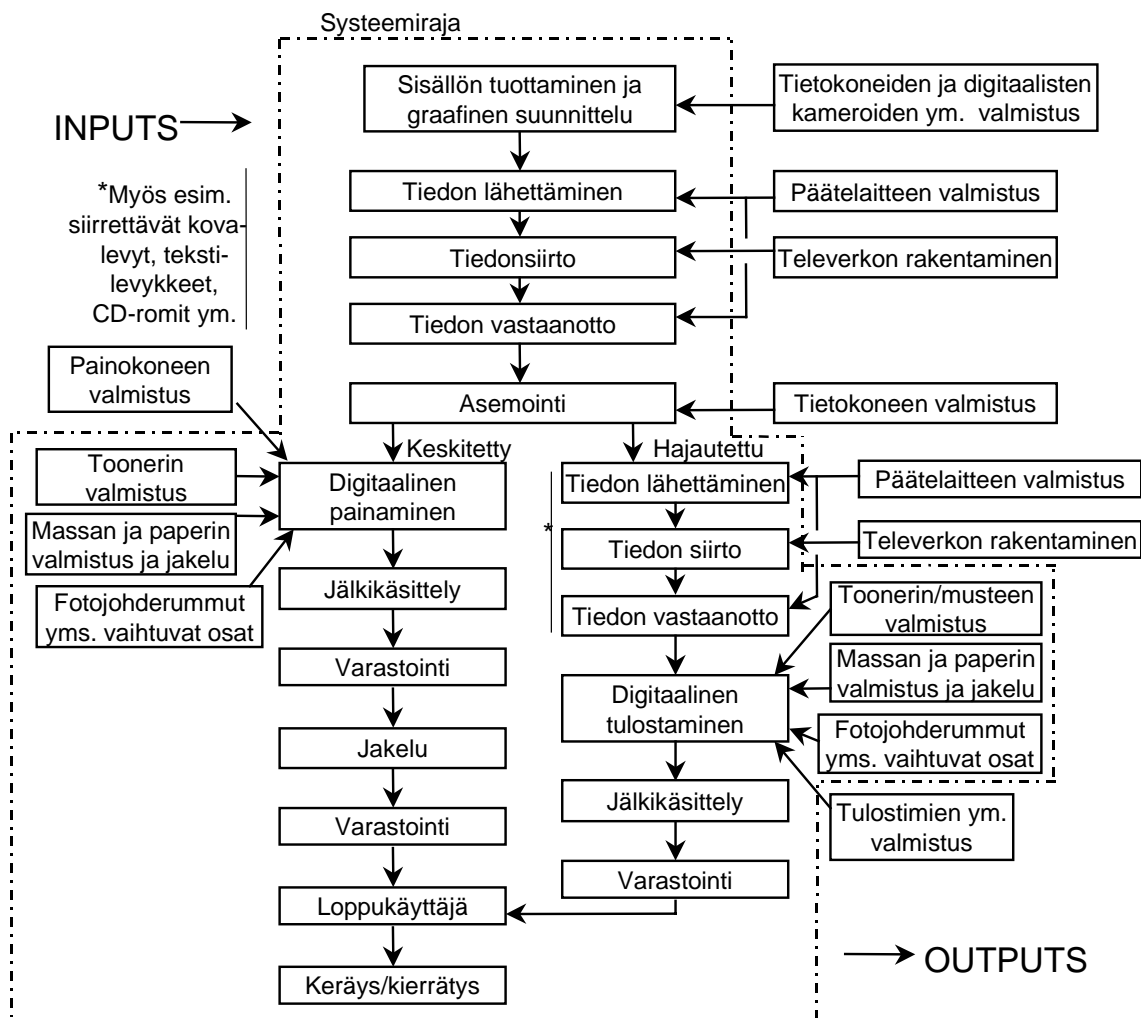 Systeemiraja
Sisällön tuottaminen ja
graafinen suunnittelu
Tietokoneiden ja digitaalisten
kameroiden ym. valmistus
INPUTS
*Myös esim.
siirrettävät kova-
levyt, teksti-
levykkeet,
CD-romit ym.
Tiedon lähettäminen
Päätelaitteen valmistus
Tiedonsiirto
Televerkon rakentaminen
Tiedon vastaanotto
Painokoneen
valmistus
Asemointi
Tietokoneen valmistus
Keskitetty
Hajautettu
Toonerin
valmistus
Digitaalinen
painaminen
Massan ja paperin
valmistus ja jakelu
Fotojohderummut
yms. vaihtuvat osat
Jälkikäsittely
Varastointi
Jakelu
Varastointi
Loppukäyttäjä
Keräys/kierrätys
*
Tiedon lähettäminen
Päätelaitteen valmistus
Tiedon siirto
Televerkon rakentaminen
Tiedon vastaanotto
Toonerin/musteen
valmistus
Massan ja paperin
valmistus ja jakelu
Digitaalinen
tulostaminen
Fotojohderummut
yms. vaihtuvat osat
Jälkikäsittely
Tulostimien ym.
valmistus
Varastointi
OUTPUTS